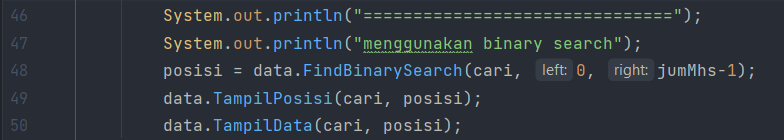 46 System.out.println("===============================");
47 System.out.println("menggunakan binary search");
48 posisi = data.FindBinarySearch(cari, left: 0, right: jumMhs-1);
49 data.TampilPosisi(cari, posisi);
50 data.TampilData(cari, posisi);